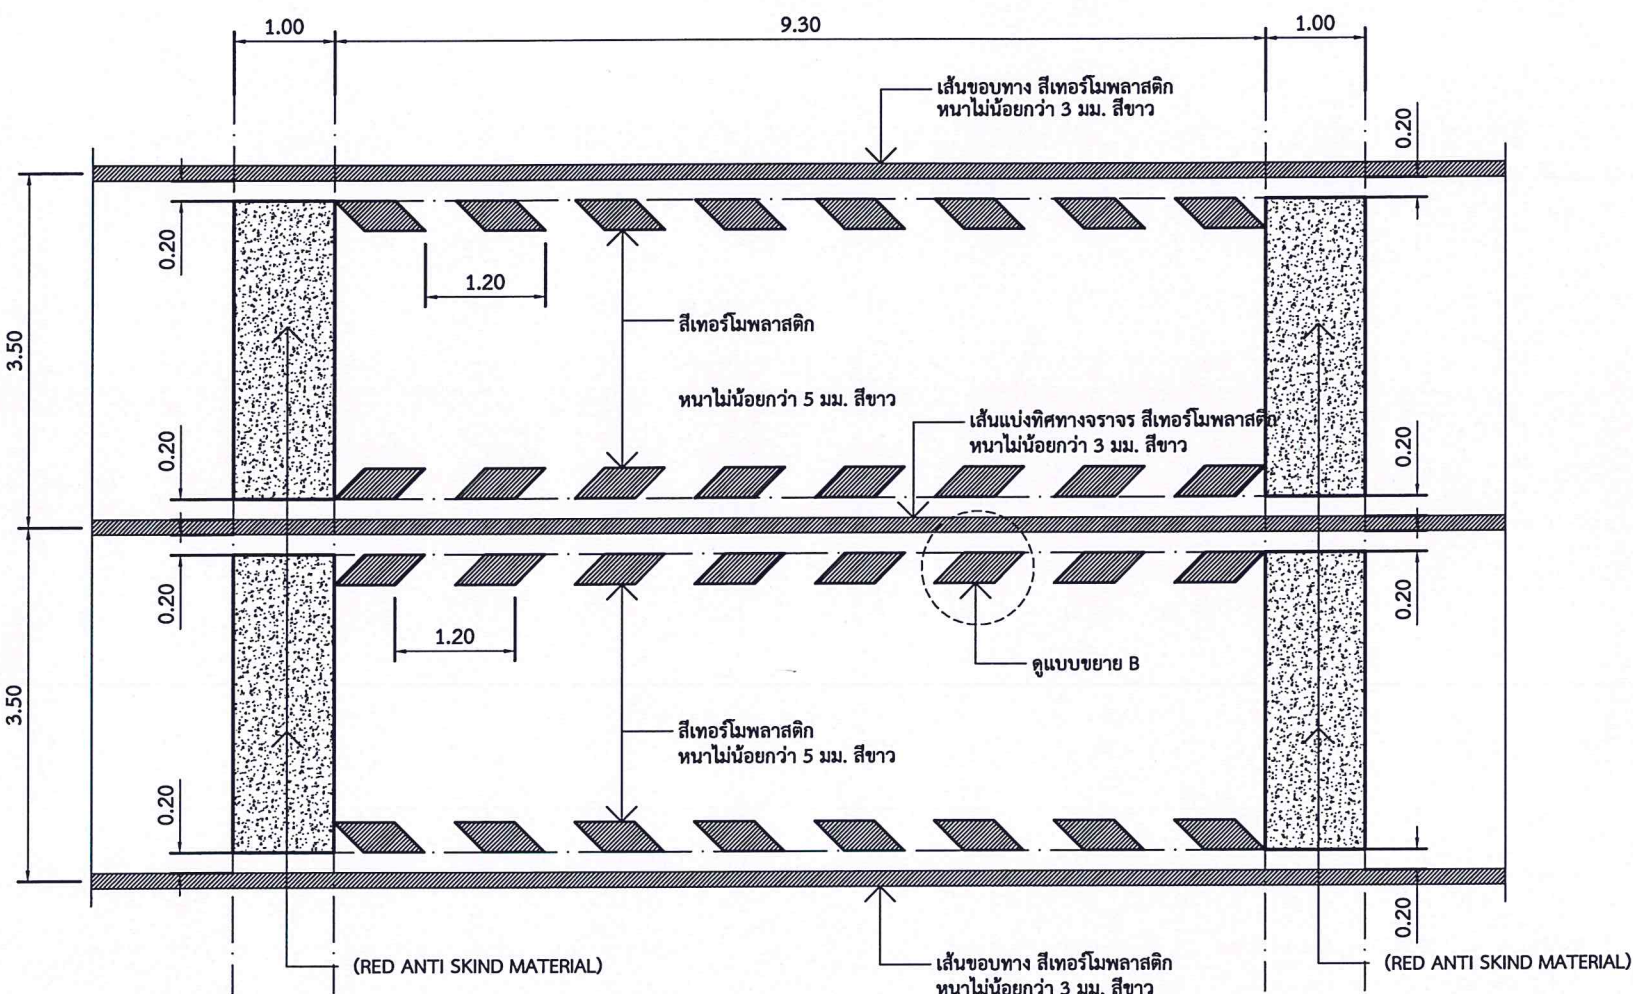 1.00
9.30
1.00
เส้นขอบทาง สีเทอร์โมพลาสติก
หนาไม่น้อยกว่า 3 มม. สีขาว
0.20
0.20
1.20
สีเทอร์โมพลาสติก
3.50
หนาไม่น้อยกว่า 5 มม. สีขาว
เส้นแบ่งทิศทางจราจร สีเทอร์โมพลาสติก
หนาไม่น้อยกว่า 3 มม. สีขาว
0.20
0.20
0.20
0.20
1.20
ดูแบบขยาย B
3.50
สีเทอร์โมพลาสติก
หนาไม่น้อยกว่า 5 มม. สีขาว
0.20
0.20
(RED ANTI SKIND MATERIAL)
เส้นขอบทาง สีเทอร์โมพลาสติก
หนาไม่น้อยกว่า 3 มม. สีขาว
(RED ANTI SKIND MATERIAL)